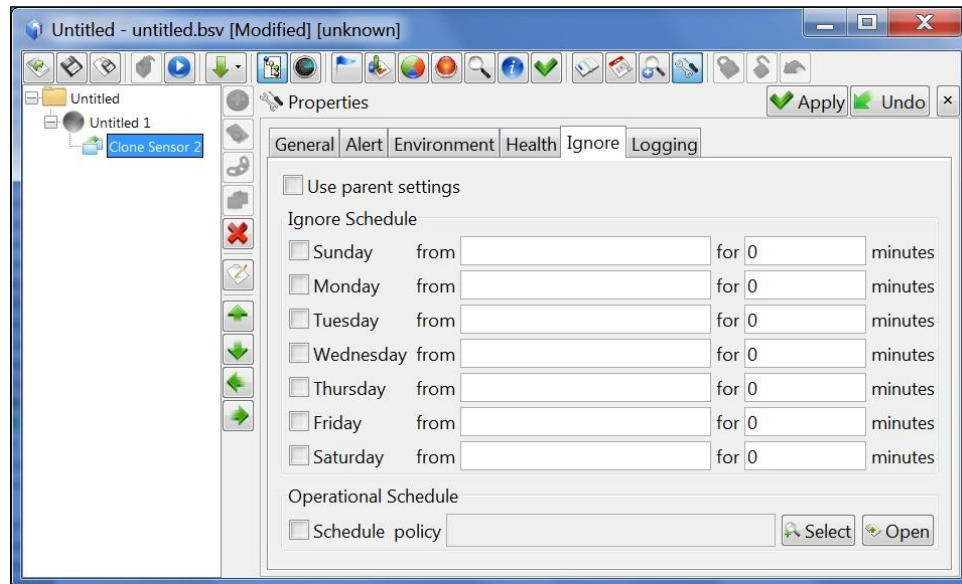 Untitled - untitled.bsv [Modified] [unknown]
Untitled
Untitled 1
Clone Sensor 2
Properties
Apply Undo
General Alert Environment Health Ignore Logging
Use parent settings
Ignore Schedule
Sunday from for 0 minutes
Monday from for 0 minutes
Tuesday from for 0 minutes
Wednesday from for 0 minutes
Thursday from for 0 minutes
Friday from for 0 minutes
Saturday from for 0 minutes
Operational Schedule
Schedule policy Select Open